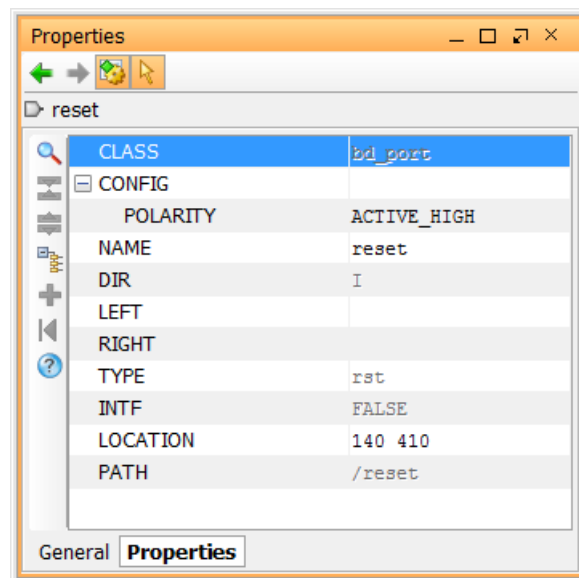 Properties
reset
CLASS bd_port
CONFIG
POLARITY ACTIVE_HIGH
NAME reset
DIR I
LEFT
RIGHT
TYPE rst
INTF FALSE
LOCATION 140 410
PATH /reset
General Properties